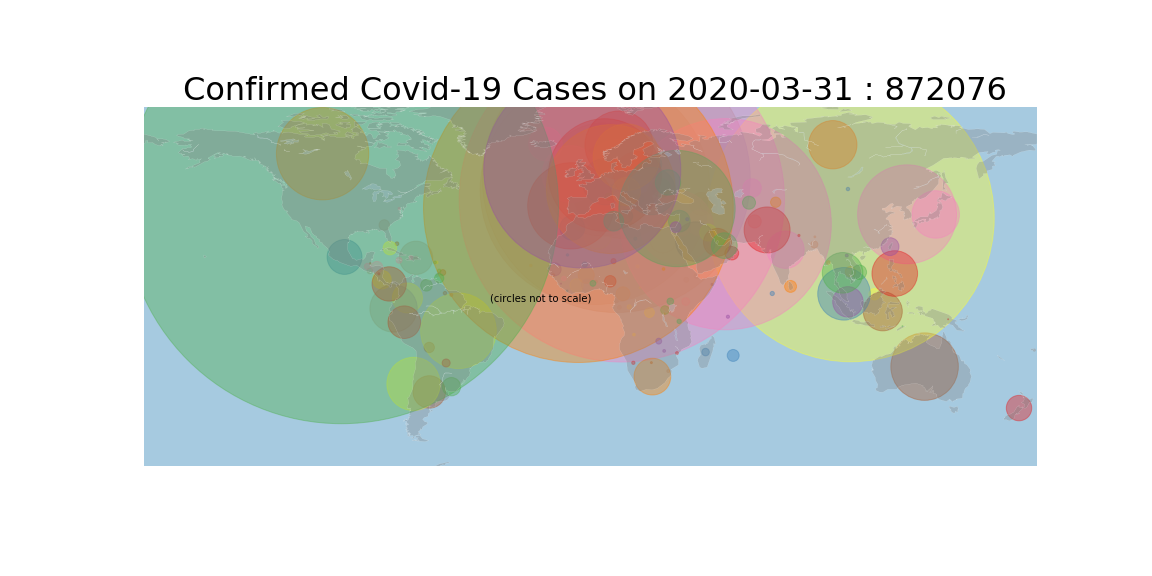 Confirmed Covid-19 Cases on 2020-03-31 : 872076
(circles not to scale)